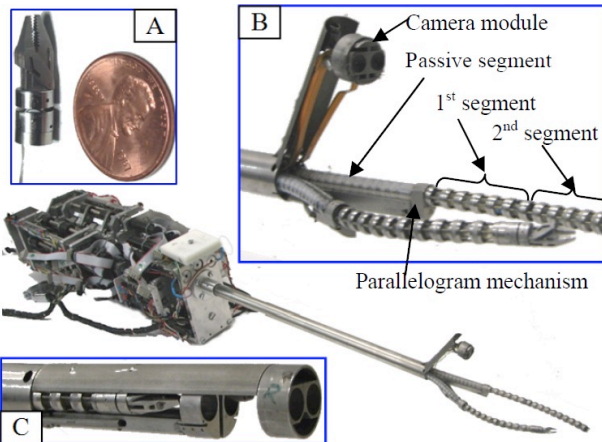 A
B
Camera module
Passive segment
1st segment
2nd segment
Parallelogram mechanism
C